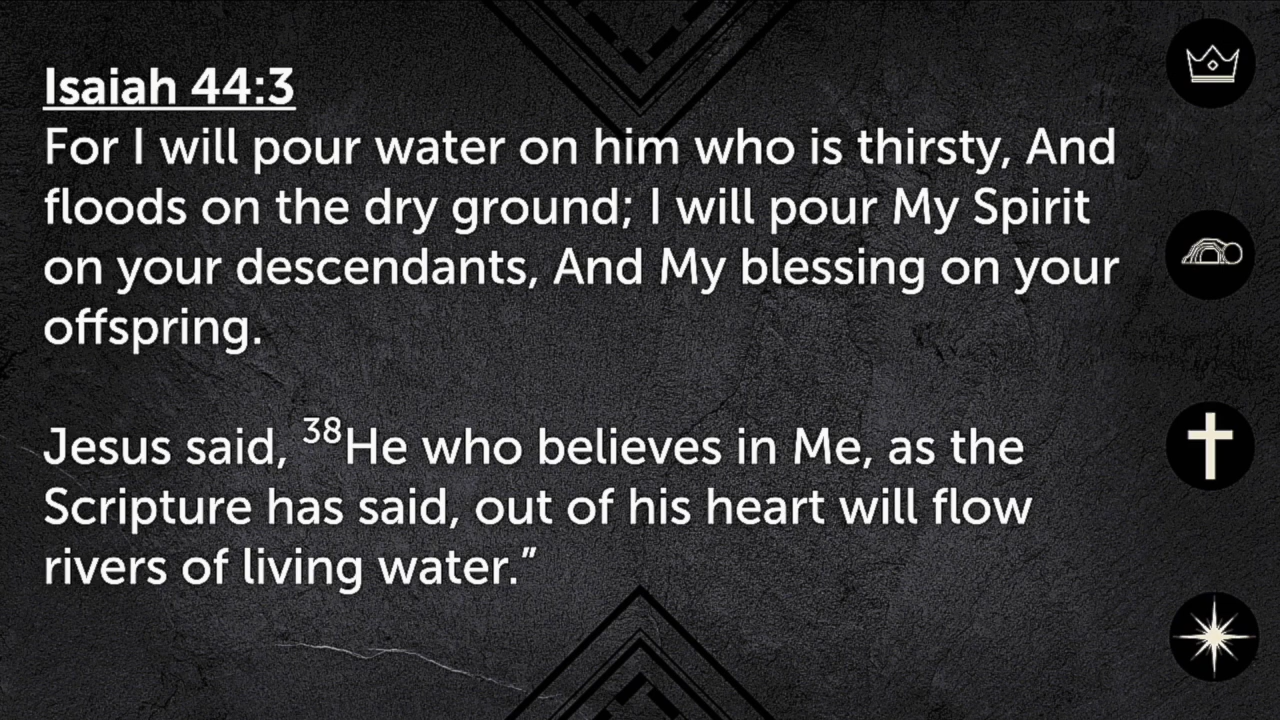 Isaiah 44:3
For I will pour water on him who is thirsty, And
floods on the dry ground; I will pour My Spirit
on your descendants, And My blessing on your
offspring.
Jesus said, ³⁸He who believes in Me, as the
Scripture has said, out of his heart will flow
rivers of living water.”